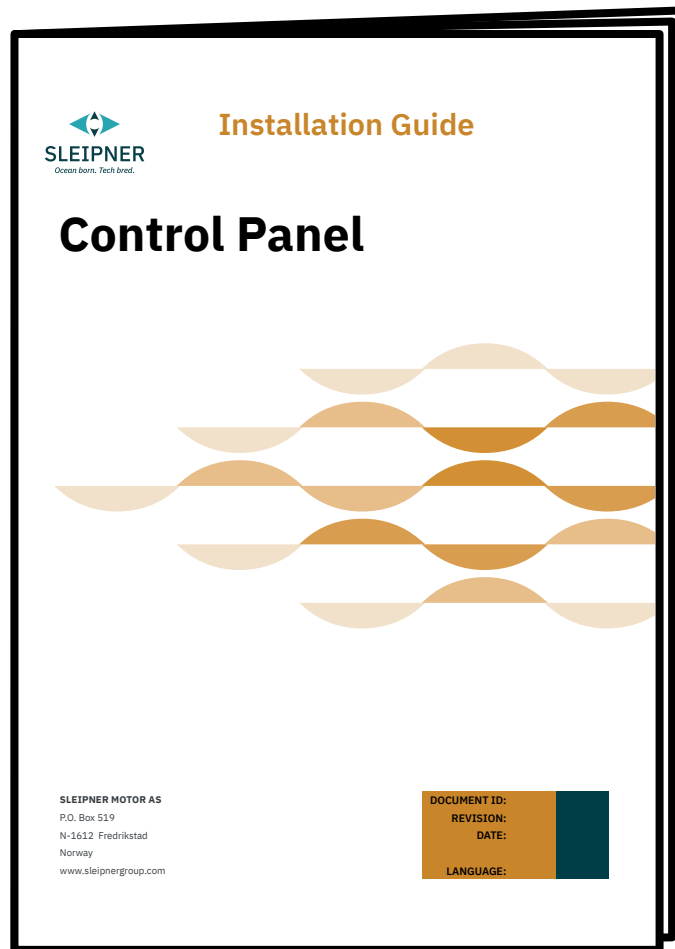 Installation Guide
SLEIPNER
Ocean born. Tech bred.
Control Panel
SLEIPNER MOTOR AS
P.O. Box 519
N-1612 Fredrikstad
Norway
www.sleipnergroup.com
DOCUMENT ID:
REVISION:
DATE:
LANGUAGE: